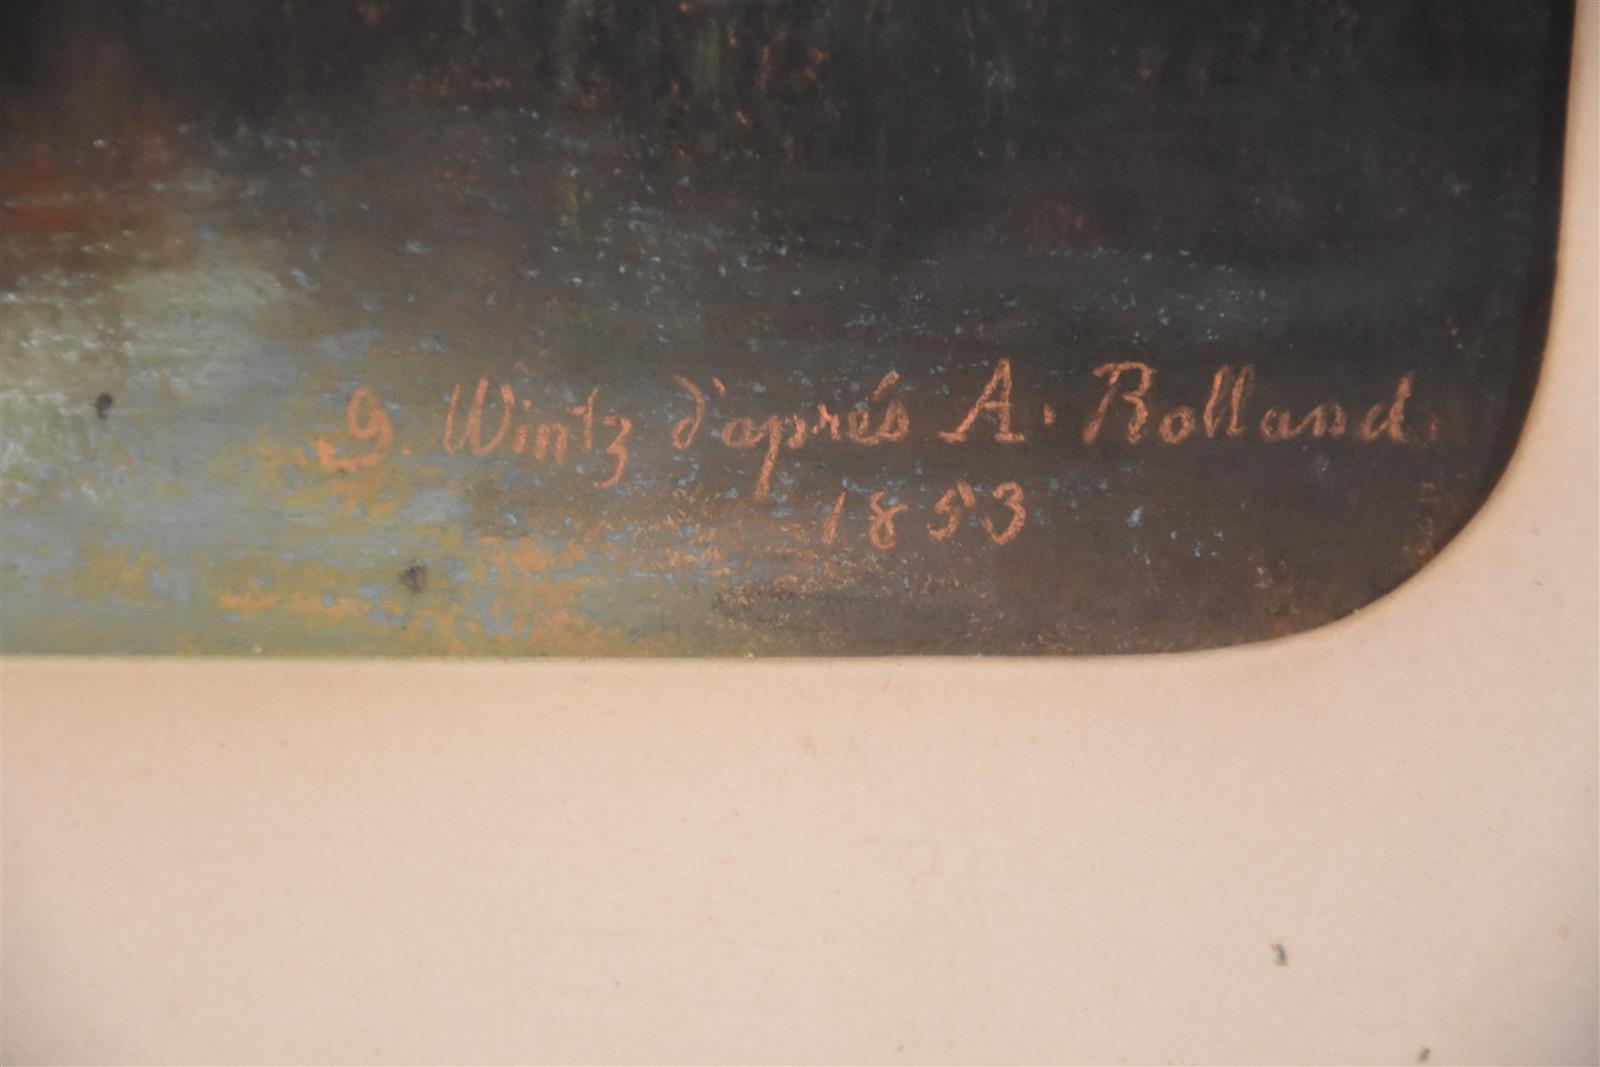 G. Wintz d'après A. Rolland.
1853